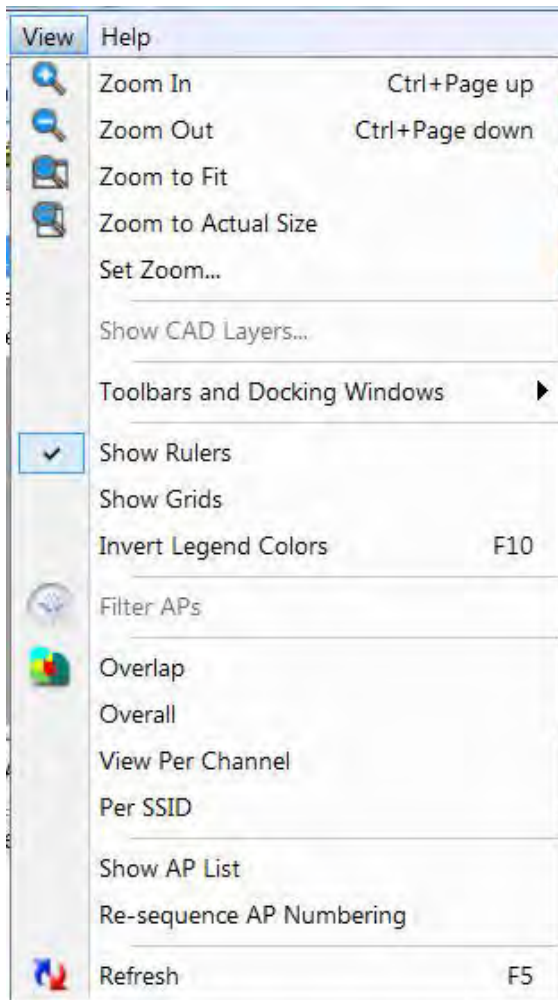 View Help
Zoom In Ctrl+Page up
Zoom Out Ctrl+Page down
Zoom to Fit
Zoom to Actual Size
Set Zoom...
Show CAD Layers...
Toolbars and Docking Windows
Show Rulers
Show Grids
Invert Legend Colors F10
Filter APs
Overlap
Overall
View Per Channel
Per SSID
Show AP List
Re-sequence AP Numbering
Refresh F5